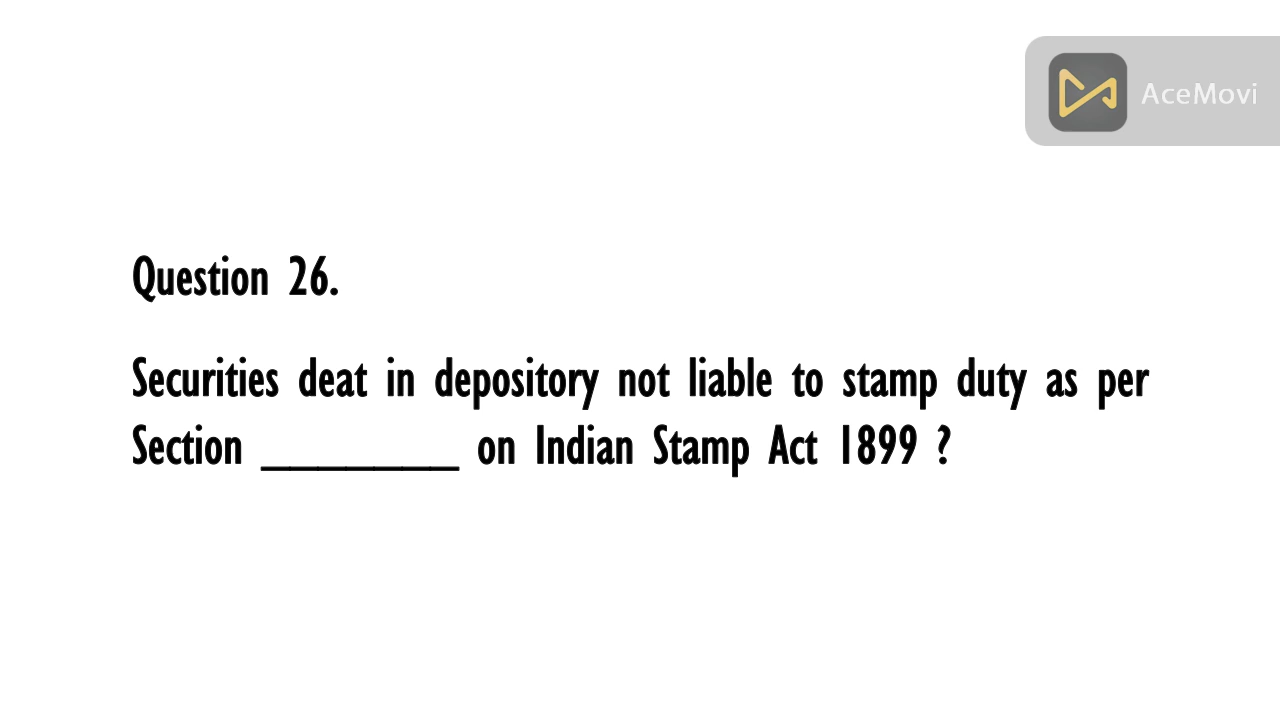 AceMovi
Question 26.
Securities deat in depository not liable to stamp duty as per
Section _______ on Indian Stamp Act 1899 ?